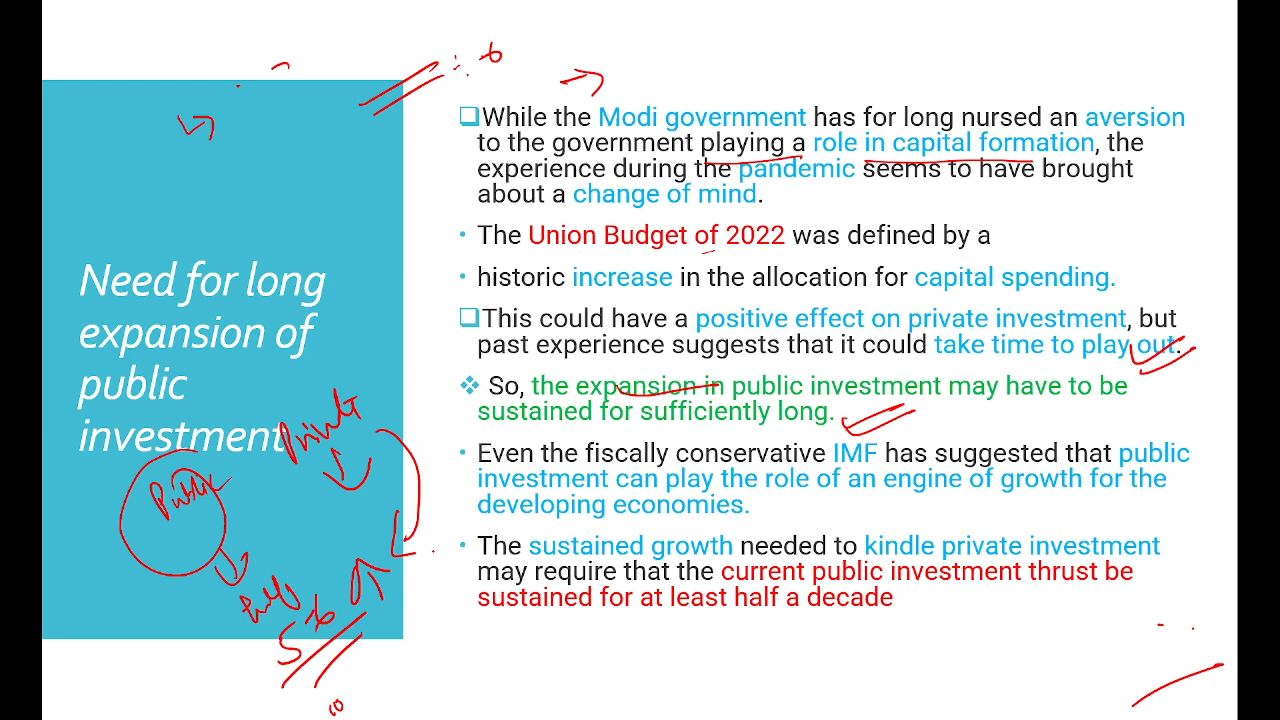 Need for long
expansion of
public
investment
While the Modi government has for long nursed an aversion
to the government playing a role in capital formation, the
experience during the pandemic seems to have brought
about a change of mind.
• The Union Budget of 2022 was defined by a
• historic increase in the allocation for capital spending.
This could have a positive effect on private investment, but
past experience suggests that it could take time to play out.
So, the expansion in public investment may have to be
sustained for sufficiently long.
• Even the fiscally conservative IMF has suggested that public
investment can play the role of an engine of growth for the
developing economies.
• The sustained growth needed to kindle private investment
may require that the current public investment thrust be
sustained for at least half a decade
Public